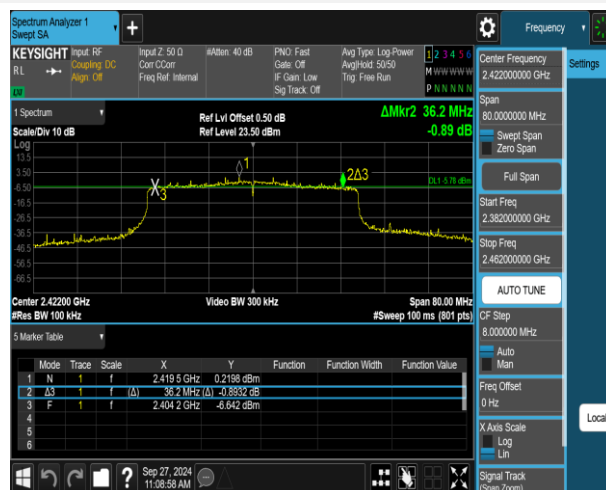 Spectrum Analyzer 1
Swept SA
+
Frequency
KEYSIGHT Input: RF
RL
Coupling: DC
Align: Off
LXI
Input Z: 50 Ω
Corr CCorr
Freq Ref: Internal
#Atten: 40 dB
PNO: Fast
Gate: Off
IF Gain: Low
Sig Track: Off
Avg Type: Log-Power
Avg|Hold: 50/50
Trig: Free Run
1 2 3 4 5 6
M W W W W W
P N N N N N
1 Spectrum
Scale/Div 10 dB
Ref Lvl Offset 0.50 dB
Ref Level 23.50 dBm
ΔMkr2 36.2 MHz
-0.89 dB
Log
13.5
3.50
-6.50
-16.5
-26.5
-36.5
-46.5
-56.5
-66.5
1
2Δ3
3
DL1 -5.78 dBm
Center 2.42200 GHz
#Res BW 100 kHz
Video BW 300 kHz
Span 80.00 MHz
#Sweep 100 ms (801 pts)
5 Marker Table
Mode Trace Scale X Y Function Function Width Function Value
1 N 1 f 2.419 5 GHz 0.2198 dBm
2 Δ3 1 f (Δ) 36.2 MHz (Δ) -0.8932 dB
3 F 1 f 2.404 2 GHz -6.642 dBm
4
5
6
?
Sep 27, 2024
11:08:58 AM
Center Frequency
2.422000000 GHz
Settings
Span
80.0000000 MHz
Swept Span
Zero Span
Full Span
Start Freq
2.382000000 GHz
Stop Freq
2.462000000 GHz
AUTO TUNE
CF Step
8.000000 MHz
Auto
Man
Freq Offset
0 Hz
X Axis Scale
Log
Lin
Local
Signal Track
(Span Zoom)